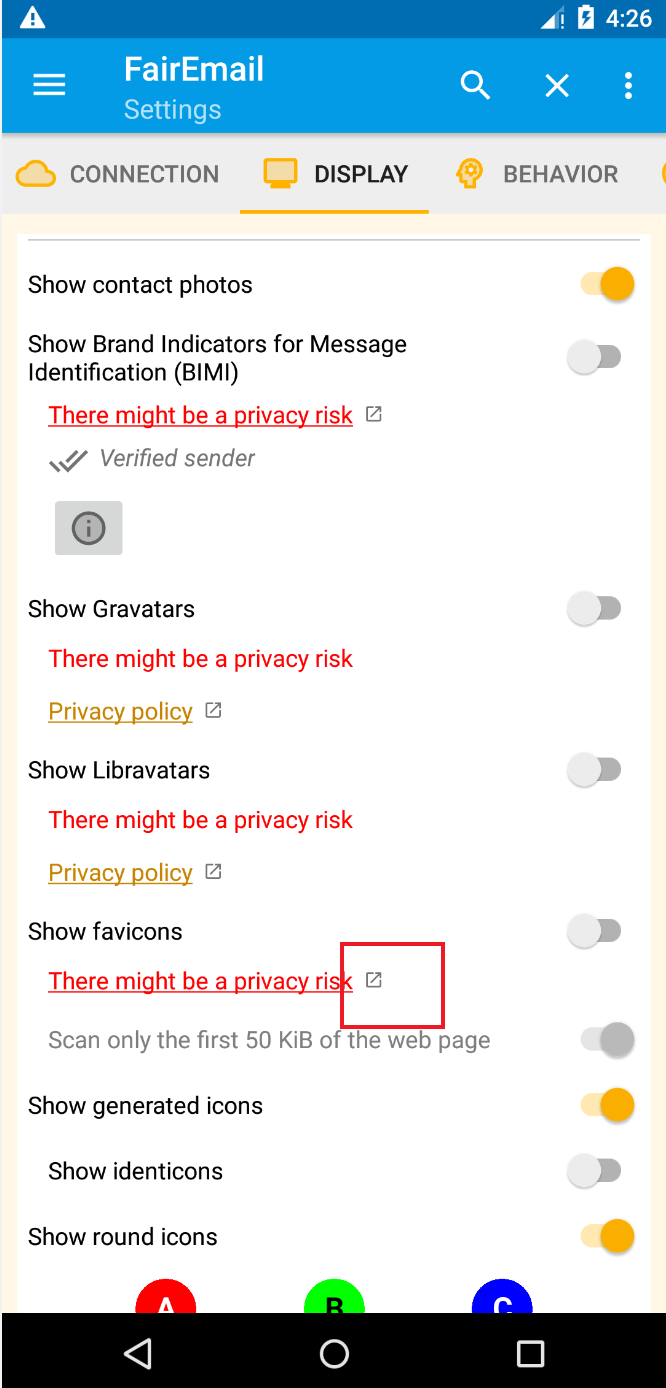 4:26
FairEmail
Settings
CONNECTION DISPLAY BEHAVIOR
Show contact photos
Show Brand Indicators for Message
Identification (BIMI)
There might be a privacy risk
Verified sender
Show Gravatars
There might be a privacy risk
Privacy policy
Show Libravatars
There might be a privacy risk
Privacy policy
Show favicons
There might be a privacy risk
Scan only the first 50 KiB of the web page
Show generated icons
Show identicons
Show round icons
A B C